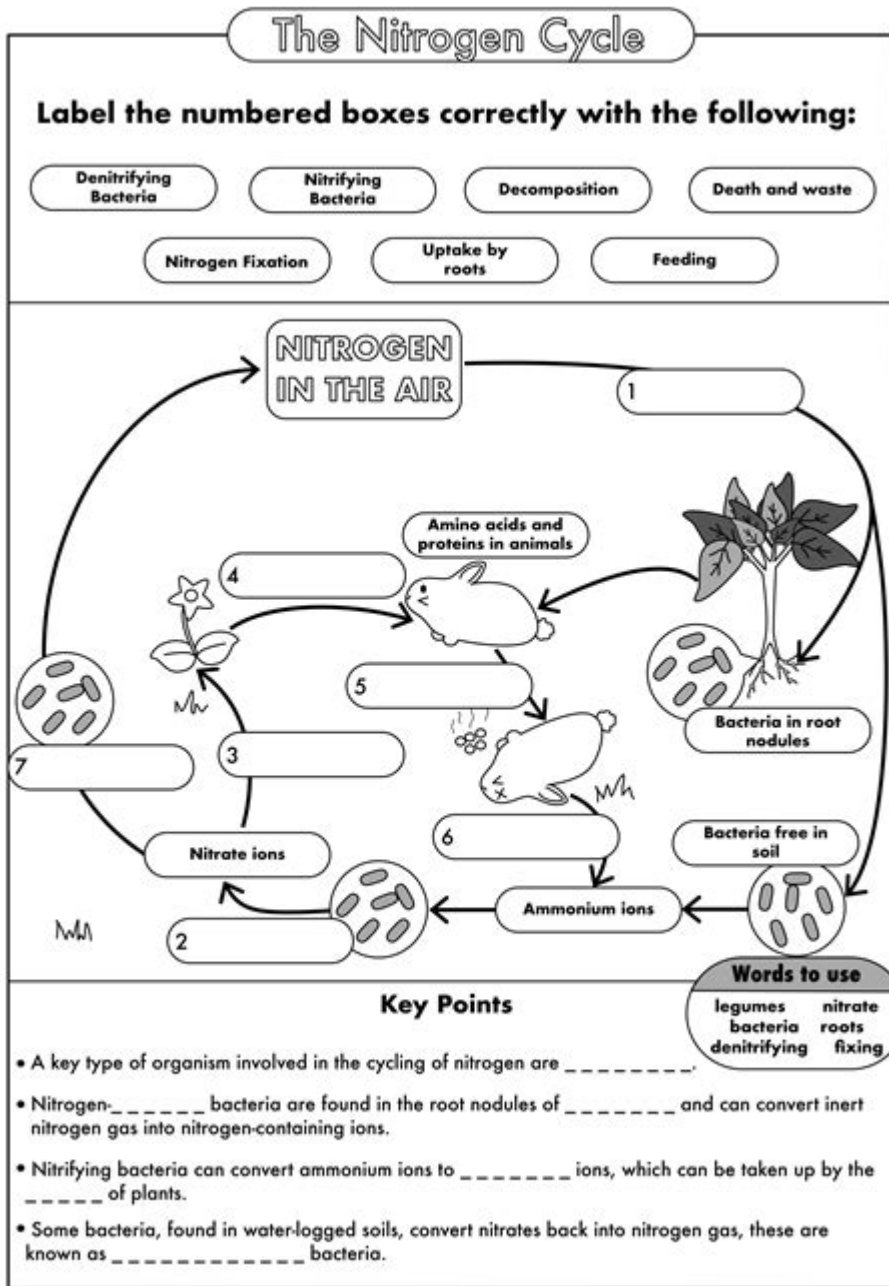 The Nitrogen Cycle
Label the numbered boxes correctly with the following:
Denitrifying
Bacteria
Nitrifying
Bacteria
Decomposition
Death and waste
Nitrogen Fixation
Uptake by
roots
Feeding
NITROGEN
IN THE AIR
1
Amino acids and
proteins in animals
4
5
Bacteria in root
nodules
7
3
6
Bacteria free in
soil
Nitrate ions
Ammonium ions
2
Words to use
legumes nitrate
bacteria roots
denitrifying fixing
Key Points
• A key type of organism involved in the cycling of nitrogen are _ _ _ _ _ _ _ _ _.
• Nitrogen-_ _ _ _ _ _ bacteria are found in the root nodules of _ _ _ _ _ _ _ and can convert inert
nitrogen gas into nitrogen-containing ions.
• Nitrifying bacteria can convert ammonium ions to _ _ _ _ _ _ _ ions, which can be taken up by the
_ _ _ _ _ of plants.
• Some bacteria, found in water-logged soils, convert nitrates back into nitrogen gas, these are
known as _ _ _ _ _ _ _ _ _ _ _ _ _ bacteria.